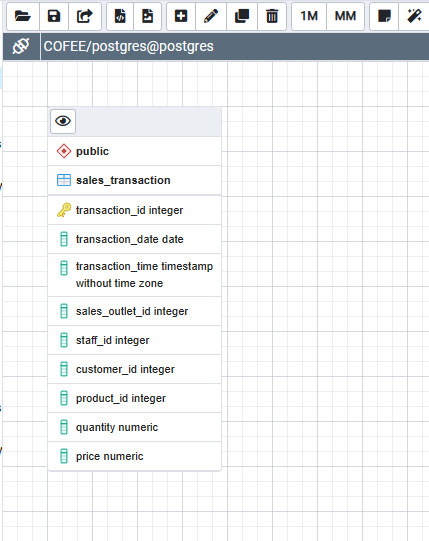 1M
MM
COFEE/postgres@postgres
public
sales_transaction
transaction_id integer
transaction_date date
transaction_time timestamp
without time zone
sales_outlet_id integer
staff_id integer
customer_id integer
product_id integer
quantity numeric
price numeric